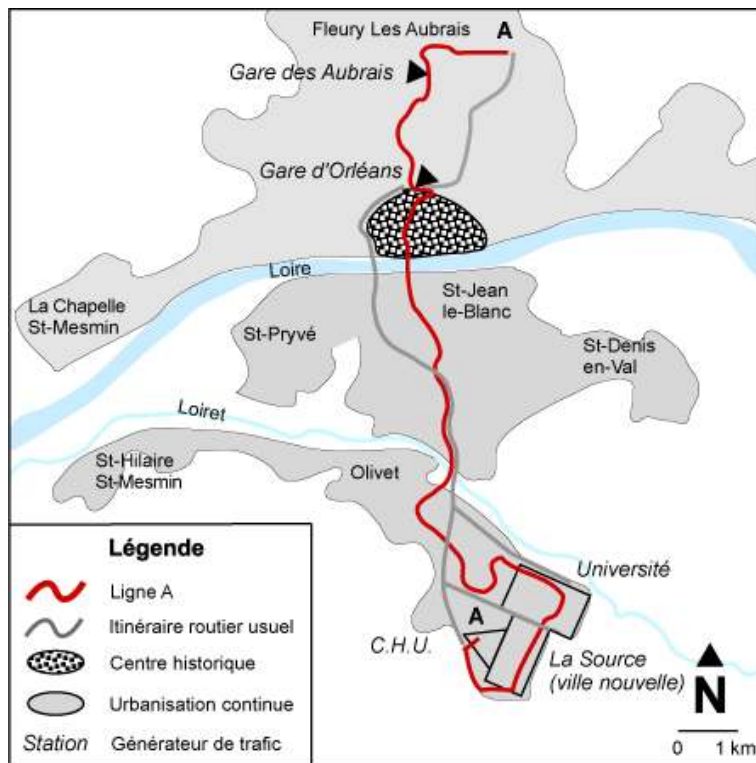 Fleury Les Aubrais
A
Gare des Aubrais
Gare d'Orléans
Loire
La Chapelle
St-Mesmin
St-Pryvé
St-Jean
le-Blanc
St-Denis
en-Val
Loiret
St-Hilaire
St-Mesmin
Olivet
Université
A
C.H.U.
La Source
(ville nouvelle)
Légende
Ligne A
Itinéraire routier usuel
Centre historique
Urbanisation continue
Station Générateur de trafic
N
0 1 km